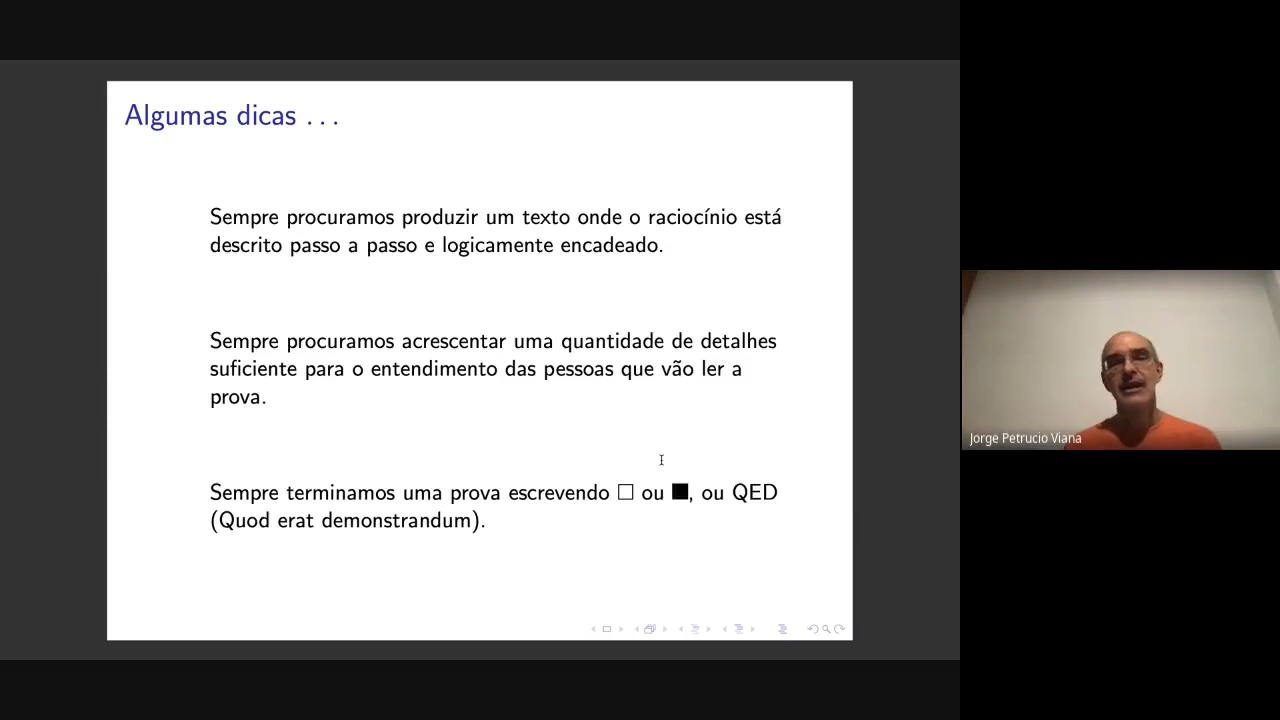 Algumas dicas . . .
Sempre procuramos produzir um texto onde o raciocínio está
descrito passo a passo e logicamente encadeado.
Sempre procuramos acrescentar uma quantidade de detalhes
suficiente para o entendimento das pessoas que vão ler a
prova.
Sempre terminamos uma prova escrevendo □ ou ■, ou QED
(Quod erat demonstrandum).
Jorge Petrucio Viana